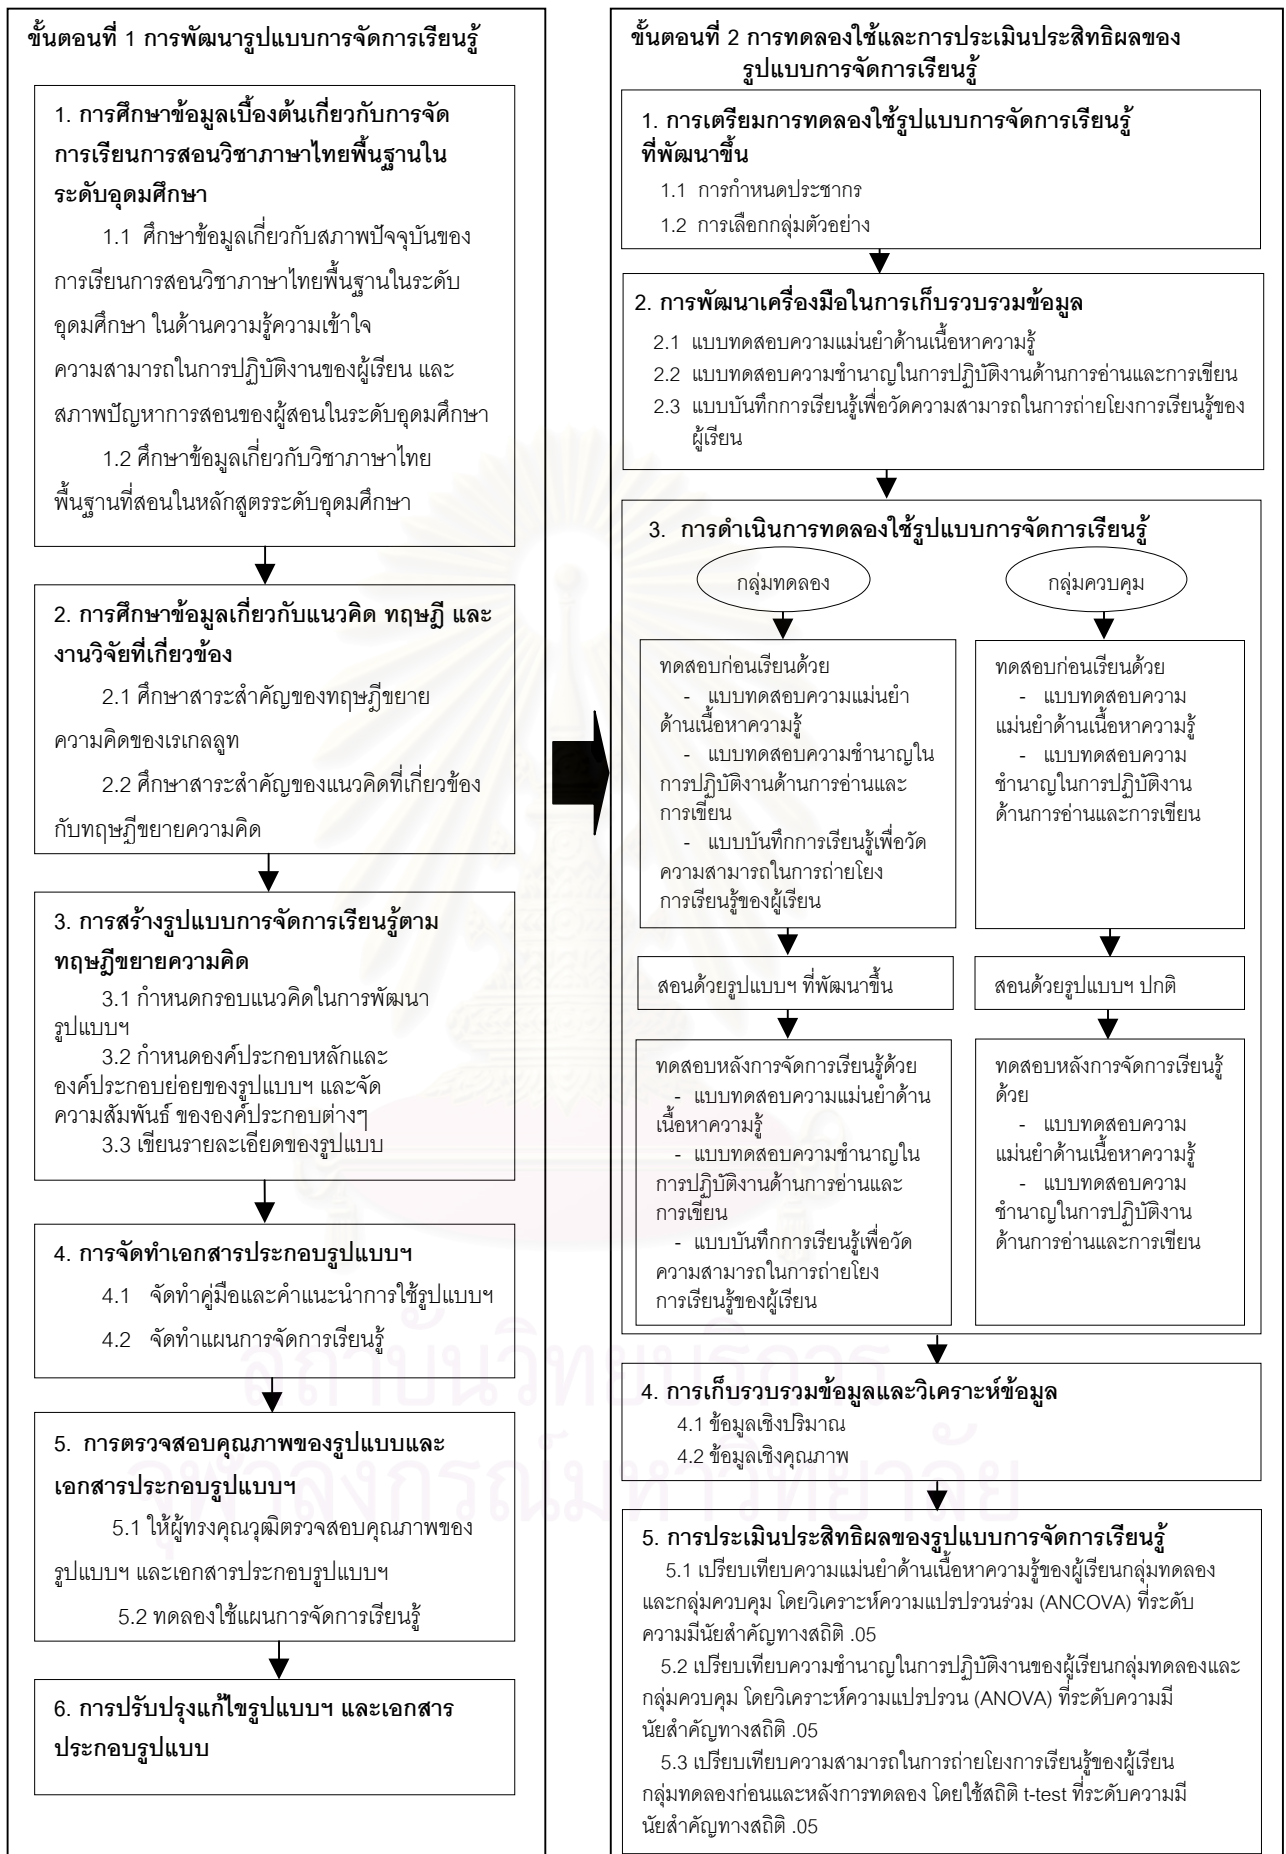 ขั้นตอนที่ 1 การพัฒนารูปแบบการจัดการเรียนรู้
1. การศึกษาข้อมูลเบื้องต้นเกี่ยวกับการจัด
การเรียนการสอนวิชาภาษาไทยพื้นฐานใน
ระดับอุดมศึกษา
1.1 ศึกษาข้อมูลเกี่ยวกับสภาพปัจจุบันของ
การเรียนการสอนวิชาภาษาไทยพื้นฐานในระดับ
อุดมศึกษา ในด้านความรู้ความเข้าใจ
ความสามารถในการปฏิบัติงานของผู้เรียน และ
สภาพปัญหาการสอนของผู้สอนในระดับอุดมศึกษา
1.2 ศึกษาข้อมูลเกี่ยวกับวิชาภาษาไทย
พื้นฐานที่สอนในหลักสูตรระดับอุดมศึกษา
2. การศึกษาข้อมูลเกี่ยวกับแนวคิด ทฤษฎี และ
งานวิจัยที่เกี่ยวข้อง
2.1 ศึกษาสาระสำคัญของทฤษฎีขยาย
ความคิดของเรเกลลูท
2.2 ศึกษาสาระสำคัญของแนวคิดที่เกี่ยวข้อง
กับทฤษฎีขยายความคิด
3. การสร้างรูปแบบการจัดการเรียนรู้ตาม
ทฤษฎีขยายความคิด
3.1 กำหนดกรอบแนวคิดในการพัฒนา
รูปแบบฯ
3.2 กำหนดองค์ประกอบหลักและ
องค์ประกอบย่อยของรูปแบบฯ และจัด
ความสัมพันธ์ ขององค์ประกอบต่างๆ
3.3 เขียนรายละเอียดของรูปแบบ
4. การจัดทำเอกสารประกอบรูปแบบฯ
4.1 จัดทำคู่มือและคำแนะนำการใช้รูปแบบฯ
4.2 จัดทำแผนการจัดการเรียนรู้
5. การตรวจสอบคุณภาพของรูปแบบและ
เอกสารประกอบรูปแบบฯ
5.1 ให้ผู้ทรงคุณวุฒิตรวจสอบคุณภาพของ
รูปแบบฯ และเอกสารประกอบรูปแบบฯ
5.2 ทดลองใช้แผนการจัดการเรียนรู้
6. การปรับปรุงแก้ไขรูปแบบฯ และเอกสาร
ประกอบรูปแบบ
ขั้นตอนที่ 2 การทดลองใช้และการประเมินประสิทธิผลของ
รูปแบบการจัดการเรียนรู้
1. การเตรียมการทดลองใช้รูปแบบการจัดการเรียนรู้
ที่พัฒนาขึ้น
1.1 การกำหนดประชากร
1.2 การเลือกกลุ่มตัวอย่าง
2. การพัฒนาเครื่องมือในการเก็บรวบรวมข้อมูล
2.1 แบบทดสอบความแม่นยำด้านเนื้อหาความรู้
2.2 แบบทดสอบความชำนาญในการปฏิบัติงานด้านการอ่านและการเขียน
2.3 แบบบันทึกการเรียนรู้เพื่อวัดความสามารถในการถ่ายโยงการเรียนรู้ของ
ผู้เรียน
3. การดำเนินการทดลองใช้รูปแบบการจัดการเรียนรู้
กลุ่มทดลอง
ทดสอบก่อนเรียนด้วย
- แบบทดสอบความแม่นยำ
ด้านเนื้อหาความรู้
- แบบทดสอบความชำนาญใน
การปฏิบัติงานด้านการอ่านและ
การเขียน
- แบบบันทึกการเรียนรู้เพื่อวัด
ความสามารถในการถ่ายโยง
การเรียนรู้ของผู้เรียน
สอนด้วยรูปแบบฯ ที่พัฒนาขึ้น
ทดสอบหลังการจัดการเรียนรู้ด้วย
- แบบทดสอบความแม่นยำด้าน
เนื้อหาความรู้
- แบบทดสอบความชำนาญใน
การปฏิบัติงานด้านการอ่านและ
การเขียน
- แบบบันทึกการเรียนรู้เพื่อวัด
ความสามารถในการถ่ายโยง
การเรียนรู้ของผู้เรียน
กลุ่มควบคุม
ทดสอบก่อนเรียนด้วย
- แบบทดสอบความ
แม่นยำด้านเนื้อหาความรู้
- แบบทดสอบความ
ชำนาญในการปฏิบัติงาน
ด้านการอ่านและการเขียน
สอนด้วยรูปแบบฯ ปกติ
ทดสอบหลังการจัดการเรียนรู้
ด้วย
- แบบทดสอบความ
แม่นยำด้านเนื้อหาความรู้
- แบบทดสอบความ
ชำนาญในการปฏิบัติงาน
ด้านการอ่านและการเขียน
4. การเก็บรวบรวมข้อมูลและวิเคราะห์ข้อมูล
4.1 ข้อมูลเชิงปริมาณ
4.2 ข้อมูลเชิงคุณภาพ
5. การประเมินประสิทธิผลของรูปแบบการจัดการเรียนรู้
5.1 เปรียบเทียบความแม่นยำด้านเนื้อหาความรู้ของผู้เรียนกลุ่มทดลอง
และกลุ่มควบคุม โดยวิเคราะห์ความแปรปรวนร่วม (ANCOVA) ที่ระดับ
ความมีนัยสำคัญทางสถิติ .05
5.2 เปรียบเทียบความชำนาญในการปฏิบัติงานของผู้เรียนกลุ่มทดลองและ
กลุ่มควบคุม โดยวิเคราะห์ความแปรปรวน (ANOVA) ที่ระดับความมี
นัยสำคัญทางสถิติ .05
5.3 เปรียบเทียบความสามารถในการถ่ายโยงการเรียนรู้ของผู้เรียน
กลุ่มทดลองก่อนและหลังการทดลอง โดยใช้สถิติ t-test ที่ระดับความมี
นัยสำคัญทางสถิติ .05
สถาบันวิทยบริการ
จุฬาลงกรณ์มหาวิทยาลัย